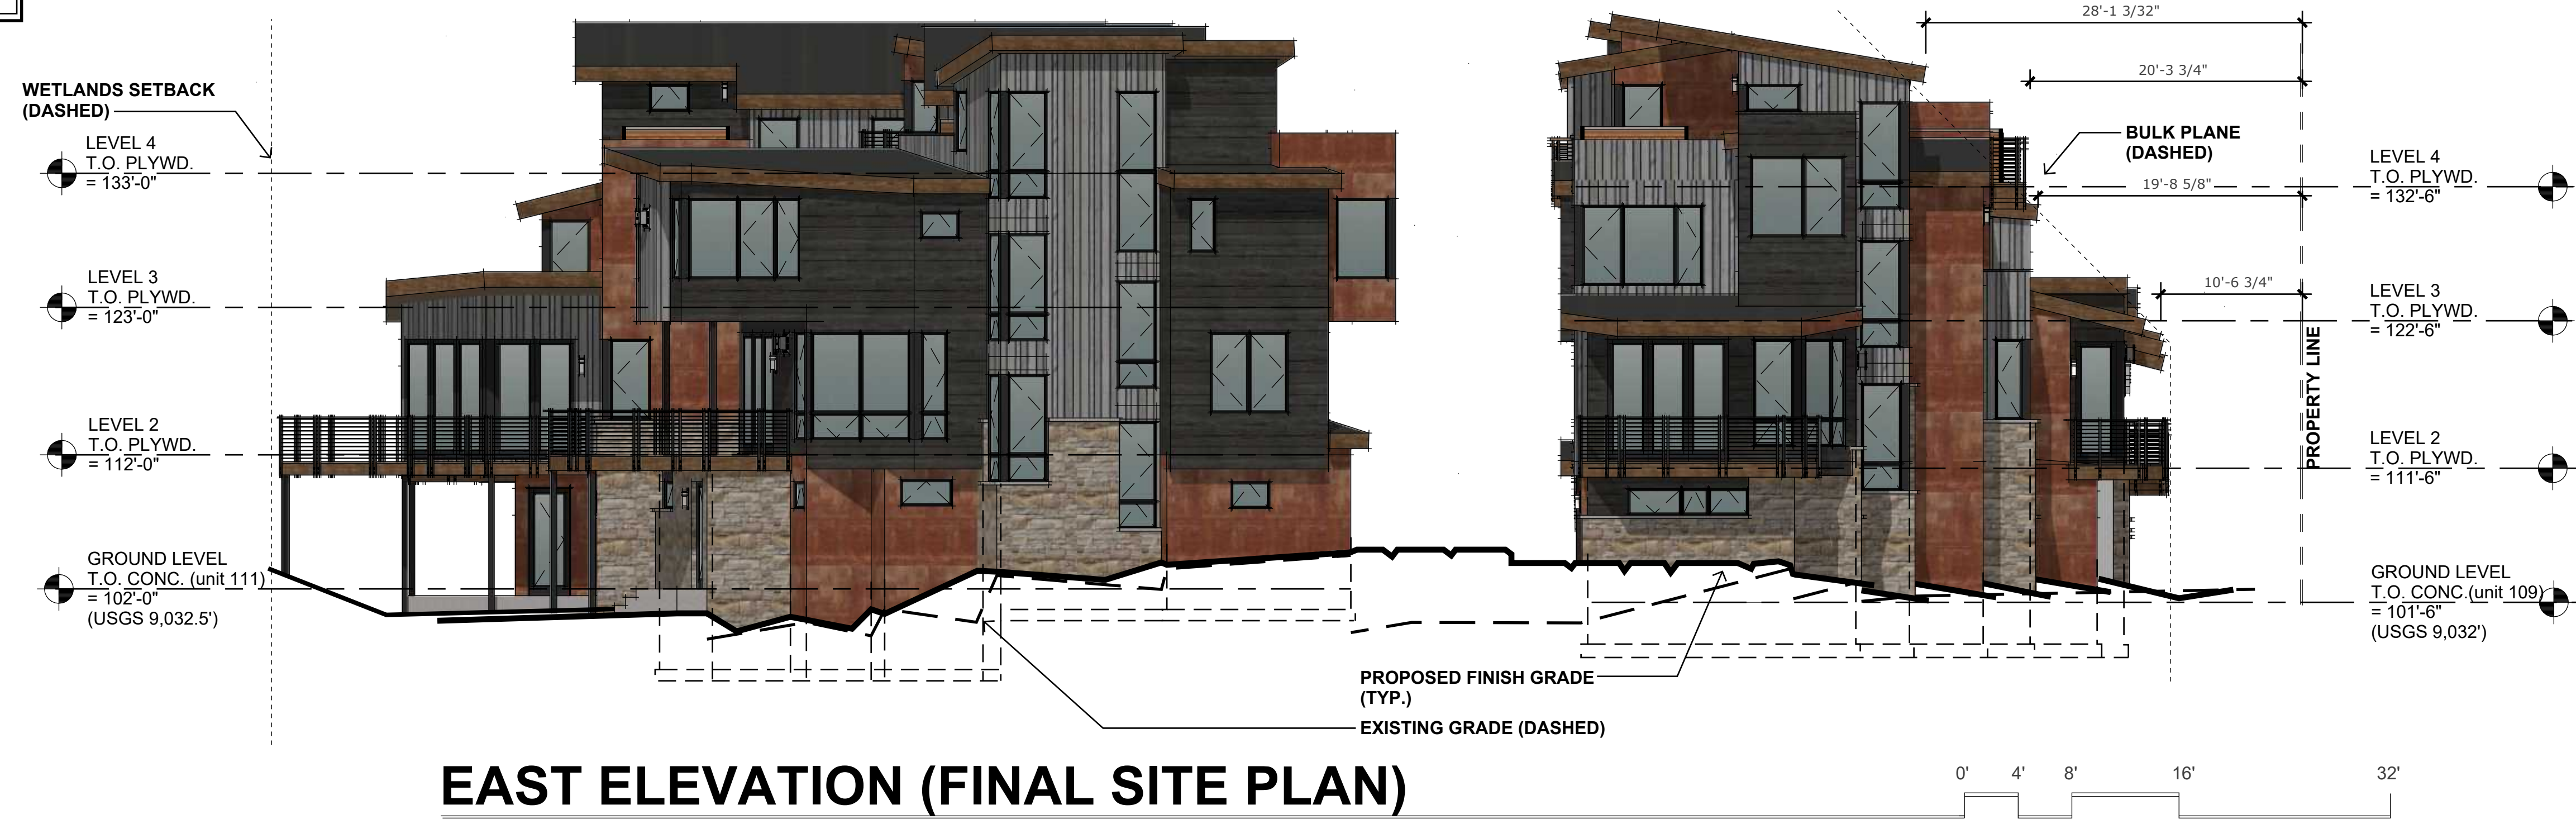 WETLANDS SETBACK
(DASHED)
LEVEL 4
T.O. PLYWD.
= 133'-0"
LEVEL 3
T.O. PLYWD.
= 123'-0"
LEVEL 2
T.O. PLYWD.
= 112'-0"
GROUND LEVEL
T.O. CONC. (unit 111)
= 102'-0"
(USGS 9,032.5')
28'-1 3/32"
20'-3 3/4"
BULK PLANE
(DASHED)
19'-8 5/8"
10'-6 3/4"
PROPERTY LINE
LEVEL 4
T.O. PLYWD.
= 132'-6"
LEVEL 3
T.O. PLYWD.
= 122'-6"
LEVEL 2
T.O. PLYWD.
= 111'-6"
GROUND LEVEL
T.O. CONC.(unit 109)
= 101'-6"
(USGS 9,032')
PROPOSED FINISH GRADE
(TYP.)
EXISTING GRADE (DASHED)
EAST ELEVATION (FINAL SITE PLAN)
0' 4' 8' 16' 32'